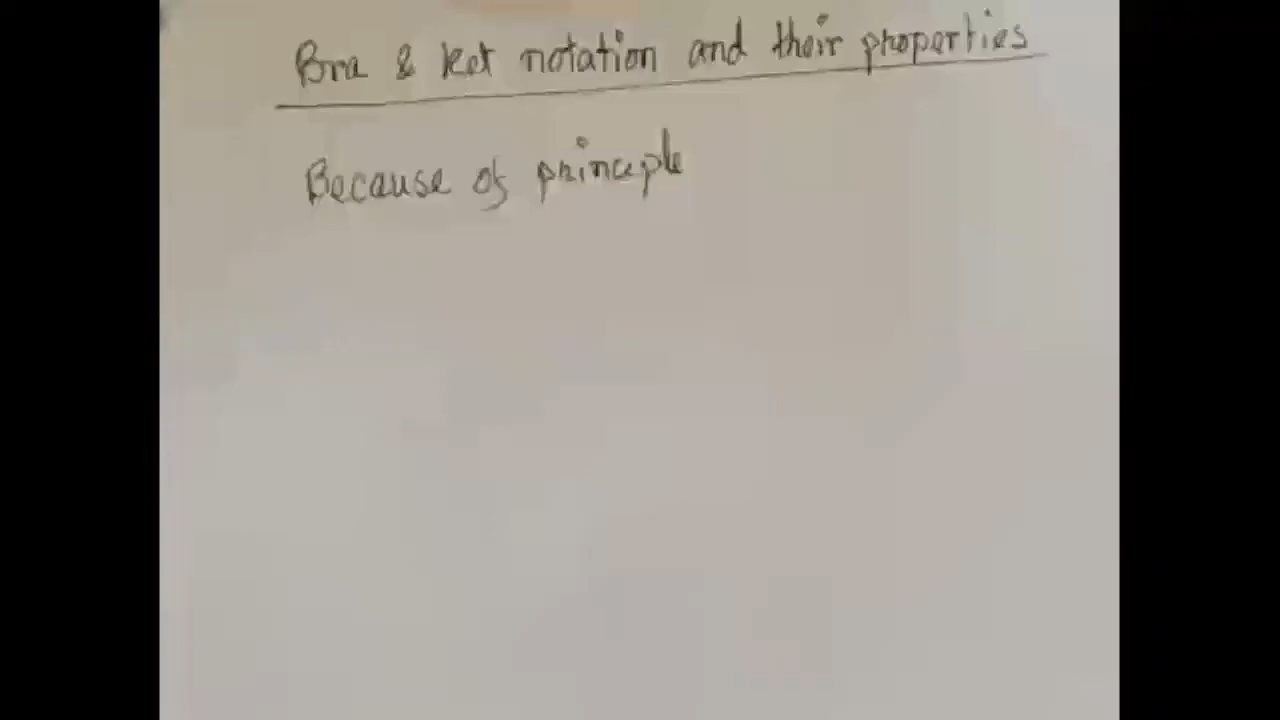 Bra & ket notation and their properties
Because of principle